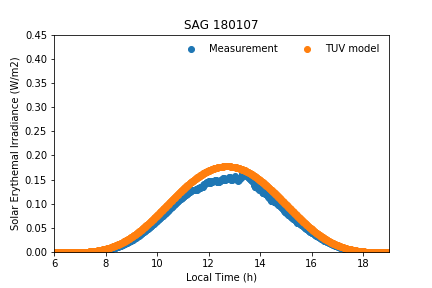 SAG 180107
Measurement TUV model
Solar Erythemal Irradiance (W/m2)
0.45
0.40
0.35
0.30
0.25
0.20
0.15
0.10
0.05
0.00
6 8 10 12 14 16 18
Local Time (h)